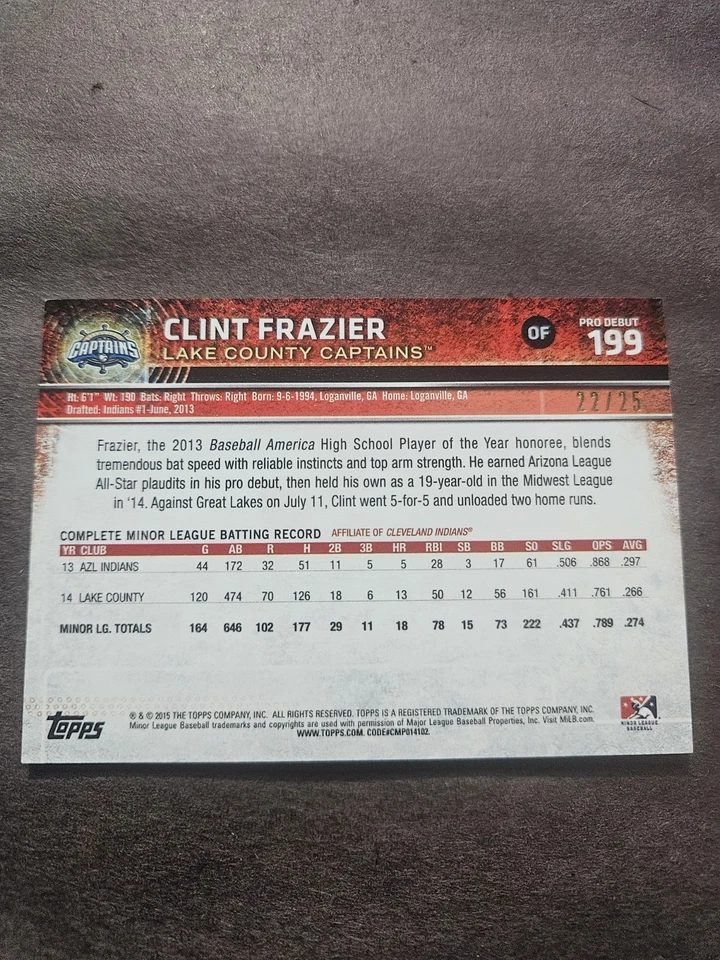 CAPTAINS
CLINT FRAZIER
LAKE COUNTY CAPTAINS™
OF
PRO DEBUT
199
Ht: 6'1" Wt: 190 Bats: Right Throws: Right Born: 9-6-1994, Loganville, GA Home: Loganville, GA
Drafted: Indians #1-June, 2013
22/25
Frazier, the 2013 Baseball America High School Player of the Year honoree, blends
tremendous bat speed with reliable instincts and top arm strength. He earned Arizona League
All-Star plaudits in his pro debut, then held his own as a 19-year-old in the Midwest League
in '14. Against Great Lakes on July 11, Clint went 5-for-5 and unloaded two home runs.
COMPLETE MINOR LEAGUE BATTING RECORD AFFILIATE OF CLEVELAND INDIANS®
YR CLUB G AB R H 2B 3B HR RBI SB BB SO SLG OPS AVG
13 AZL INDIANS 44 172 32 51 11 5 5 28 3 17 61 .506 .868 .297
14 LAKE COUNTY 120 474 70 126 18 6 13 50 12 56 161 .411 .761 .266
MINOR LG. TOTALS 164 646 102 177 29 11 18 78 15 73 222 .437 .789 .274
topps
® & © 2015 THE TOPPS COMPANY, INC. ALL RIGHTS RESERVED. TOPPS IS A REGISTERED TRADEMARK OF THE TOPPS COMPANY, INC.
Minor League Baseball trademarks and copyrights are used with permission of Major League Baseball Properties, Inc. Visit MiLB.com.
WWW.TOPPS.COM. CODE#CMP014102.
MINOR LEAGUE
BASEBALL